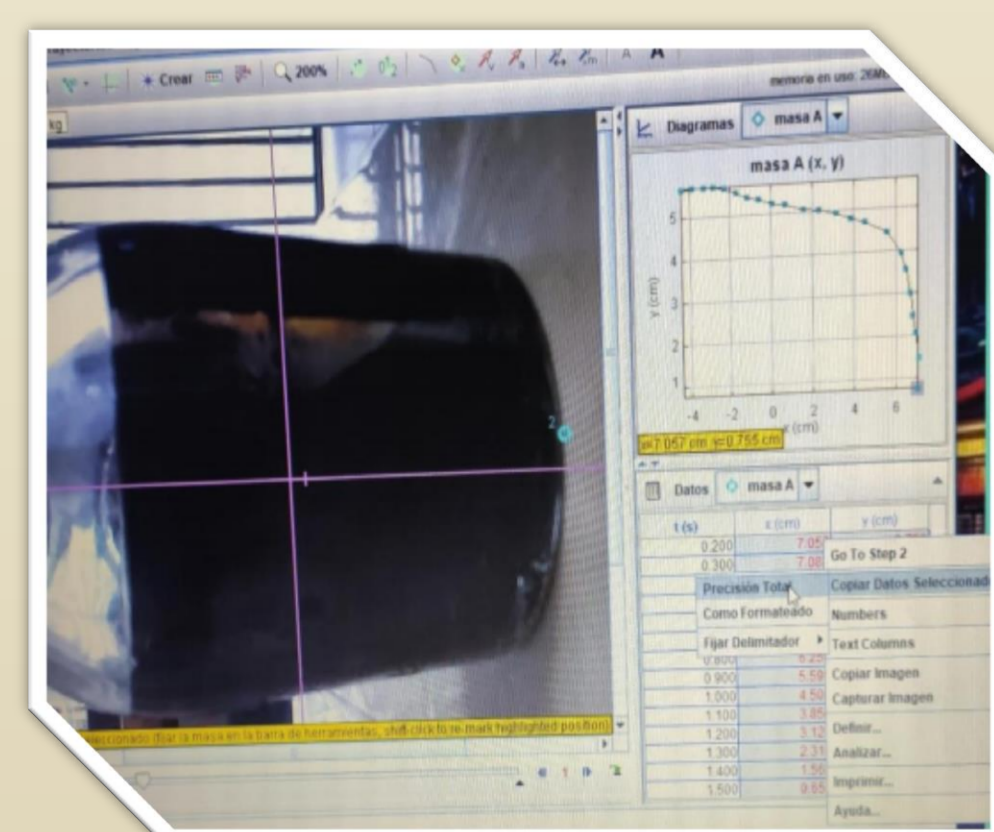 Crear
200%
memoria en uso: 26M
kg
Diagramas
masa A
masa A (x, y)
y (cm)
5
4
3
2
1
-4 -2 0 2 4 6
x (cm)
x=7.057 cm y=0.755 cm
2
Datos
masa A
t (s) x (cm) y (cm)
0.200 7.05
0.300 7.08
Go To Step 2
Precisión Total
Copiar Datos Seleccionad
Como Formateado
Numbers
Fijar Delimitador
Text Columns
0.800 6.25
0.900 5.59
1.000 4.50
1.100 3.85
1.200 3.12
1.300 2.31
1.400 1.56
1.500 9.65
Copiar Imagen
Capturar Imagen
Definir...
Analizar...
Imprimir...
Ayuda...
seleccionado (fijar la masa en la barra de herramientas, shift-click to re-mark highlighted position)
1